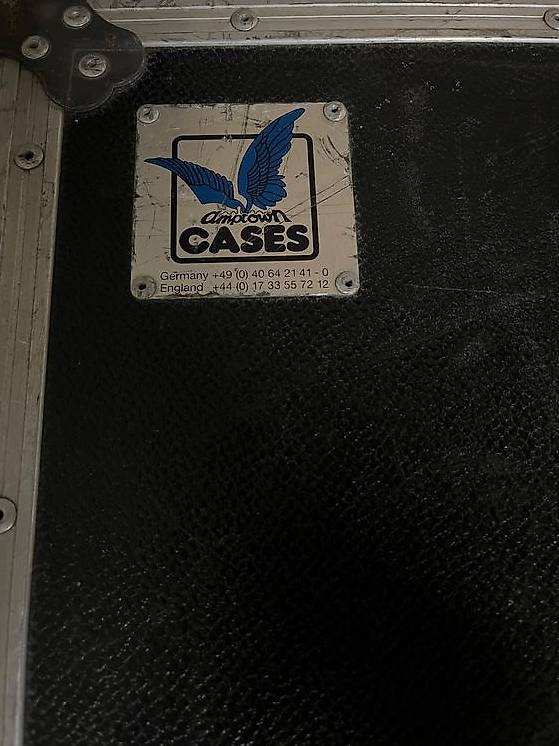 amptown
CASES
Germany +49 (0) 40 64 21 41 - 0
England +44 (0) 17 33 55 72 12